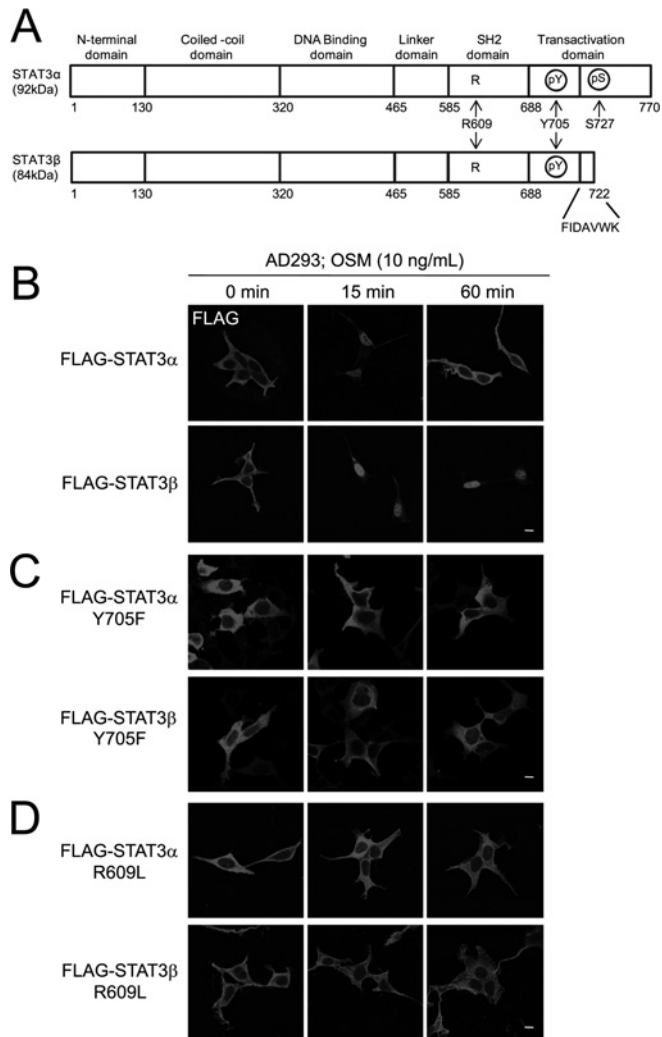 A
N-terminal domain
Coiled -coil domain
DNA Binding domain
Linker domain
SH2 domain
Transactivation domain
STAT3α (92kDa)
R
pY
pS
1 130 320 465 585 688 770
R609 Y705 S727
STAT3β (84kDa)
R
pY
1 130 320 465 585 688 722
FIDAVWK
AD293; OSM (10 ng/mL)
B
0 min 15 min 60 min
FLAG
FLAG-STAT3α
FLAG-STAT3β
C
FLAG-STAT3α
Y705F
FLAG-STAT3β
Y705F
D
FLAG-STAT3α
R609L
FLAG-STAT3β
R609L